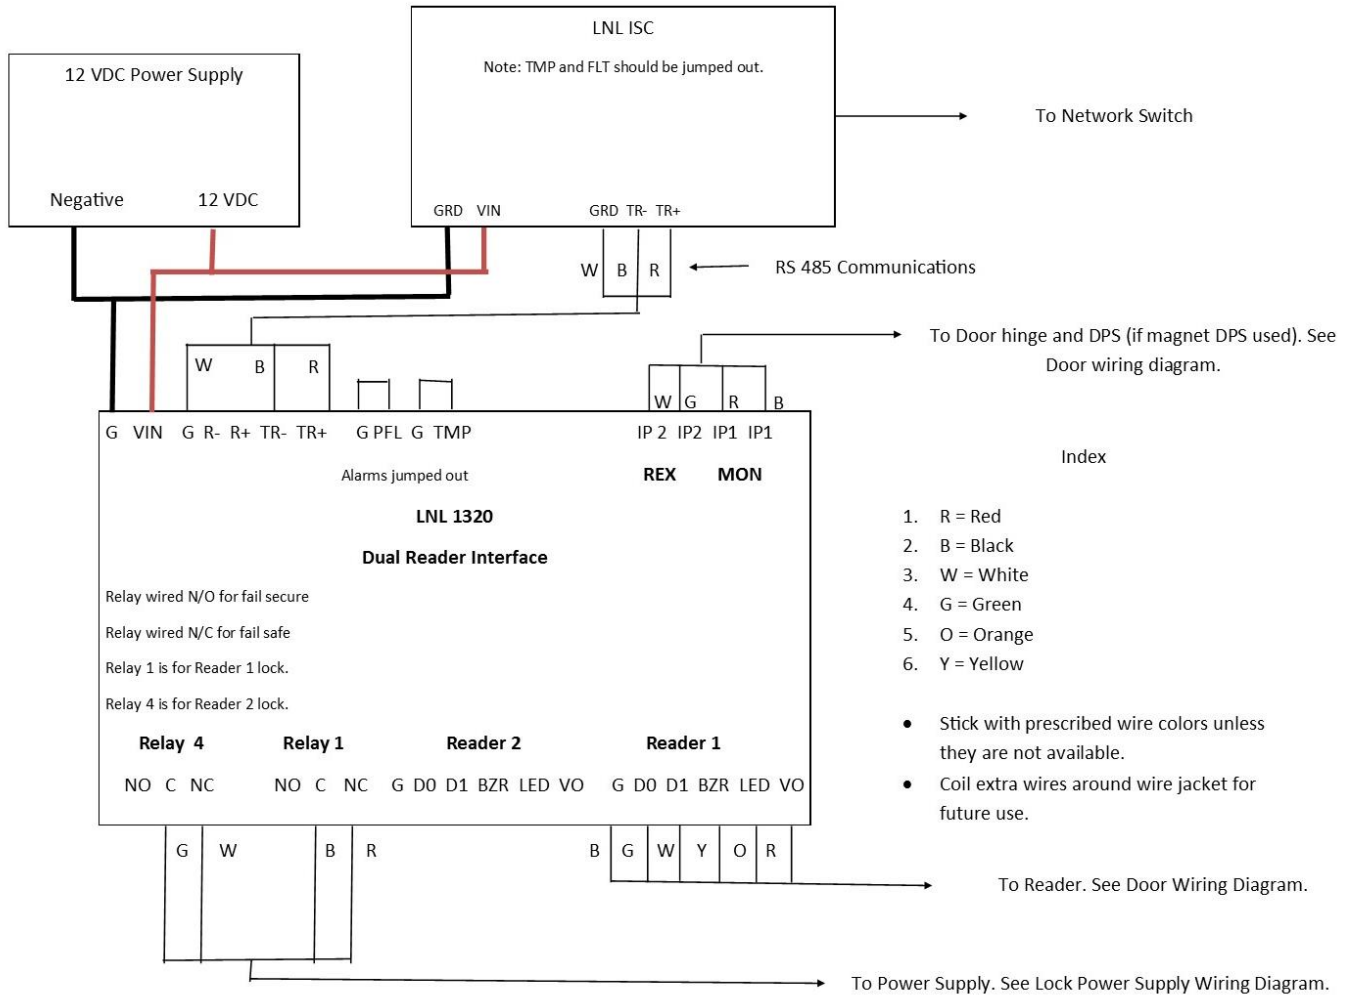 LNL ISC
12 VDC Power Supply
Note: TMP and FLT should be jumped out.
To Network Switch
Negative 12 VDC
GRD VIN GRD TR- TR+
W B R
RS 485 Communications
To Door hinge and DPS (if magnet DPS used). See
Door wiring diagram.
W B R
W G R B
G VIN G R- R+ TR- TR+ G PFL G TMP IP 2 IP2 IP1 IP1
Alarms jumped out
REX MON
LNL 1320
Dual Reader Interface
Relay wired N/O for fail secure
Relay wired N/C for fail safe
Relay 1 is for Reader 1 lock.
Relay 4 is for Reader 2 lock.
Relay 4 Relay 1 Reader 2 Reader 1
NO C NC NO C NC G D0 D1 BZR LED VO G D0 D1 BZR LED VO
G W B R B G W Y O R
Index
1. R = Red
2. B = Black
3. W = White
4. G = Green
5. O = Orange
6. Y = Yellow
• Stick with prescribed wire colors unless
they are not available.
• Coil extra wires around wire jacket for
future use.
To Reader. See Door Wiring Diagram.
To Power Supply. See Lock Power Supply Wiring Diagram.